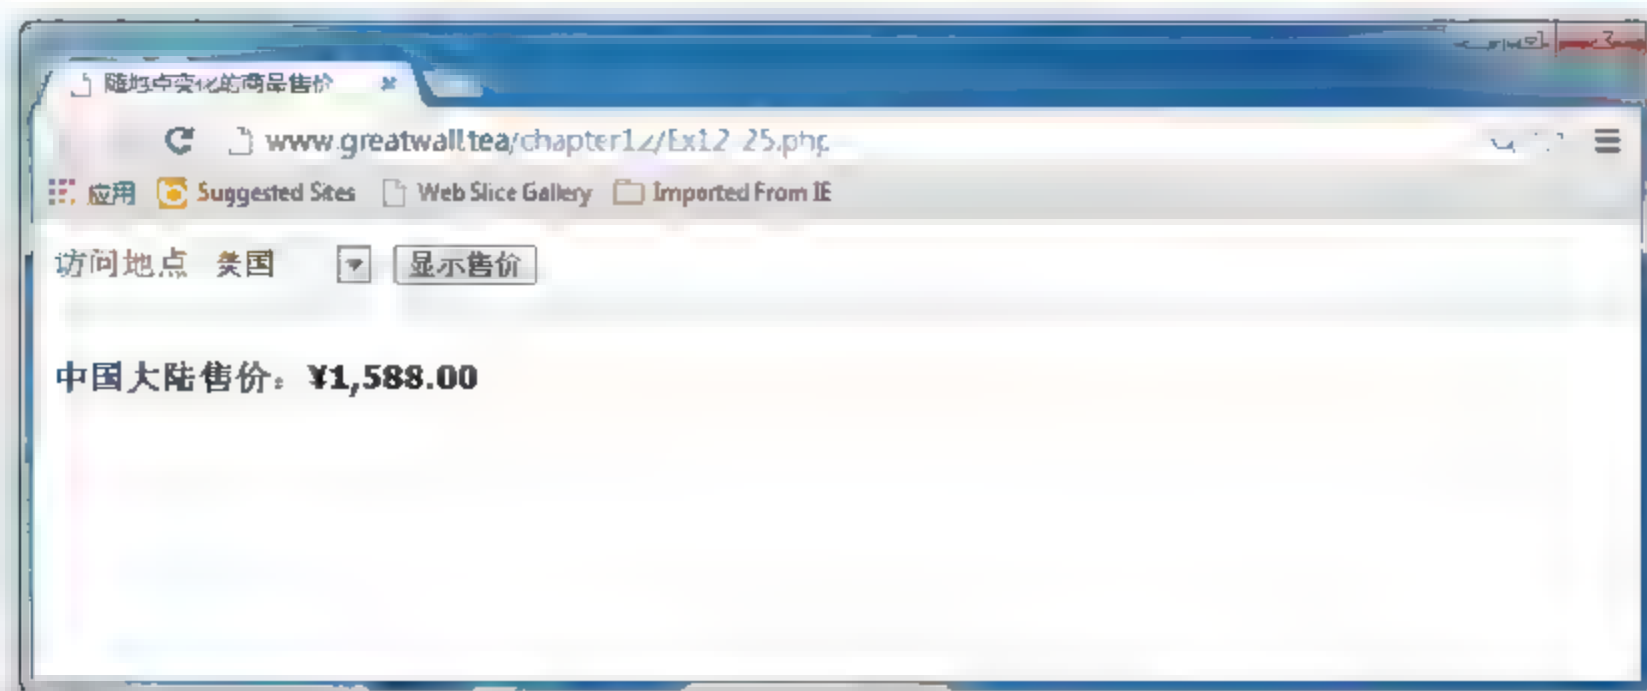 随地点变化的商品售价
www.greatwall.tea/chapter12/Ex12-25.php
应用 Suggested Sites Web Slice Gallery Imported From IE
访问地点 美国 显示售价
中国大陆售价：¥1,588.00